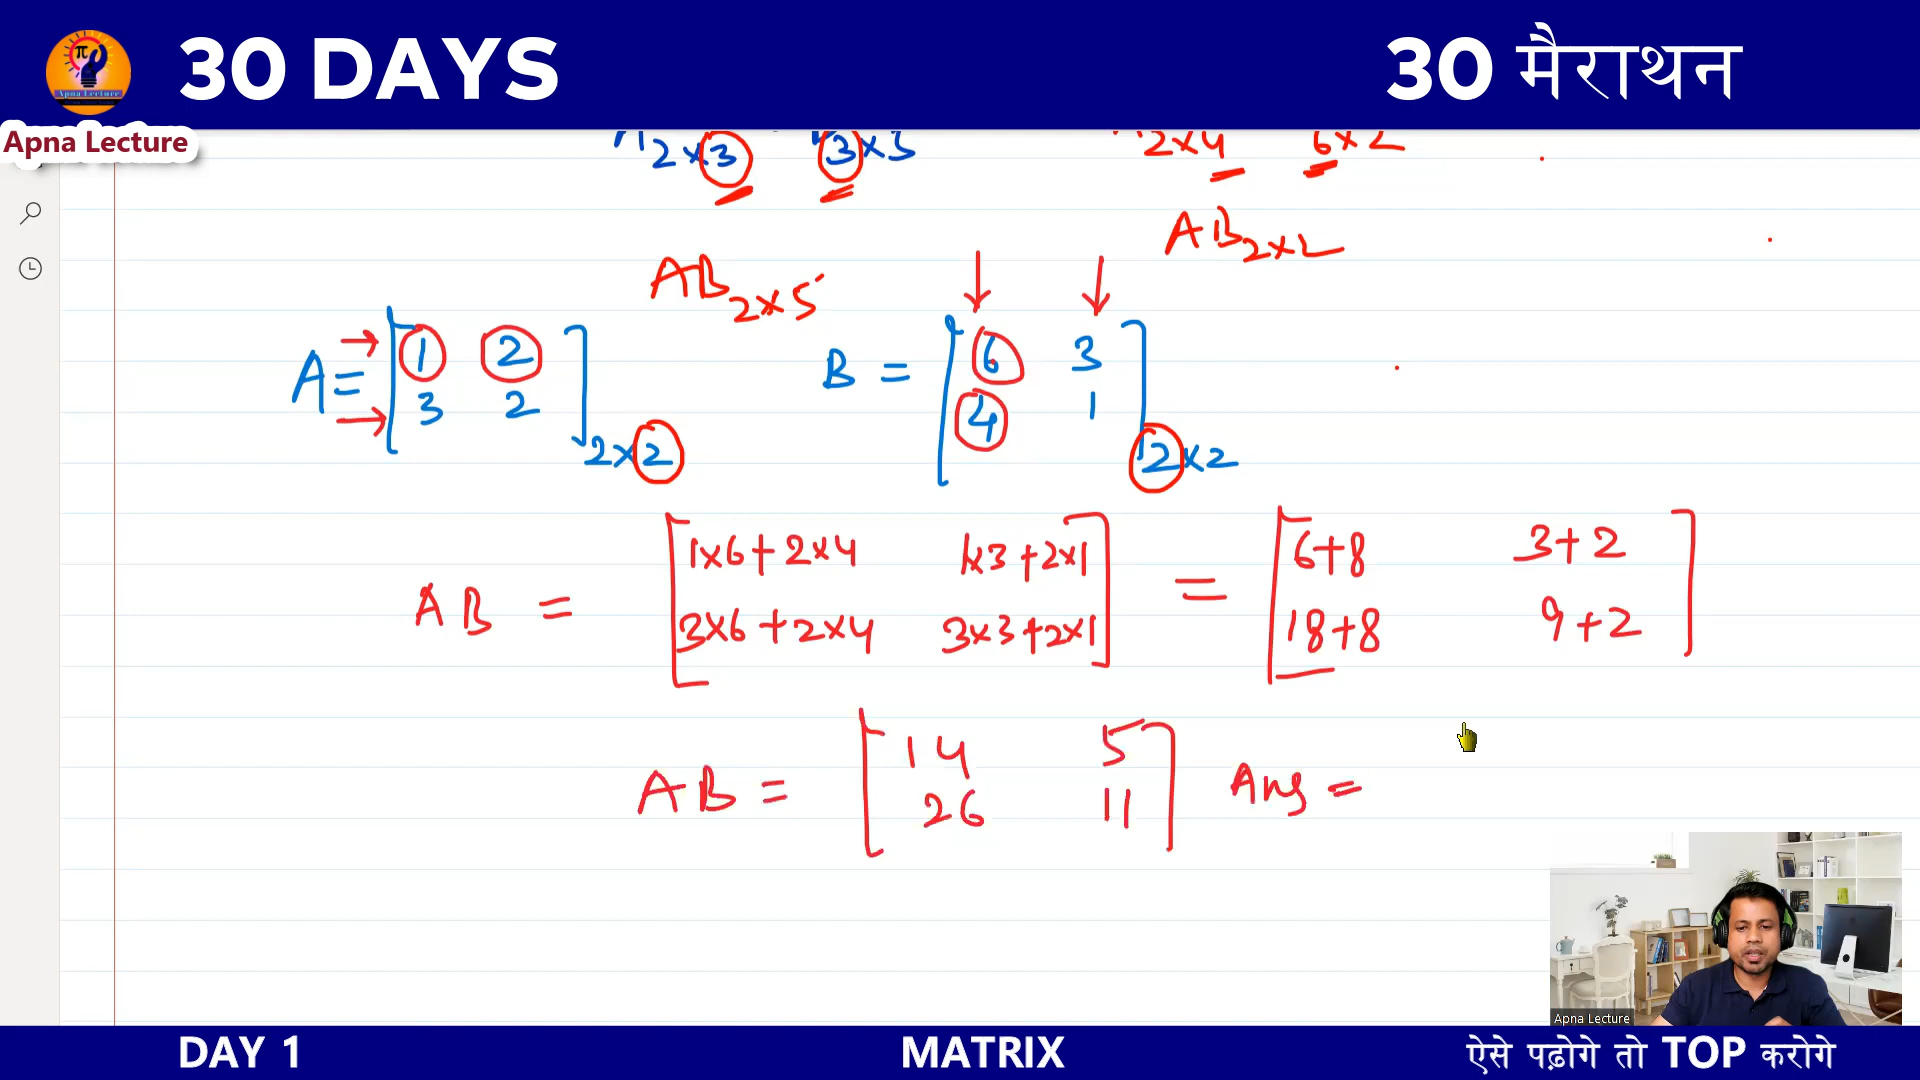 30 DAYS 30 मैराथन
Apna Lecture
2×3 3×5 2×4 6×2
AB2×5 AB2×2
A = [1 2
3 2]2×2
B = [6 3
4 1]2×2
AB = [1×6+2×4 1×3+2×1
3×6+2×4 3×3+2×1] = [6+8 3+2
18+8 9+2]
AB = [14 5
26 11] Ans =
Apna Lecture
DAY 1 MATRIX ऐसे पढ़ोगे तो TOP करोगे